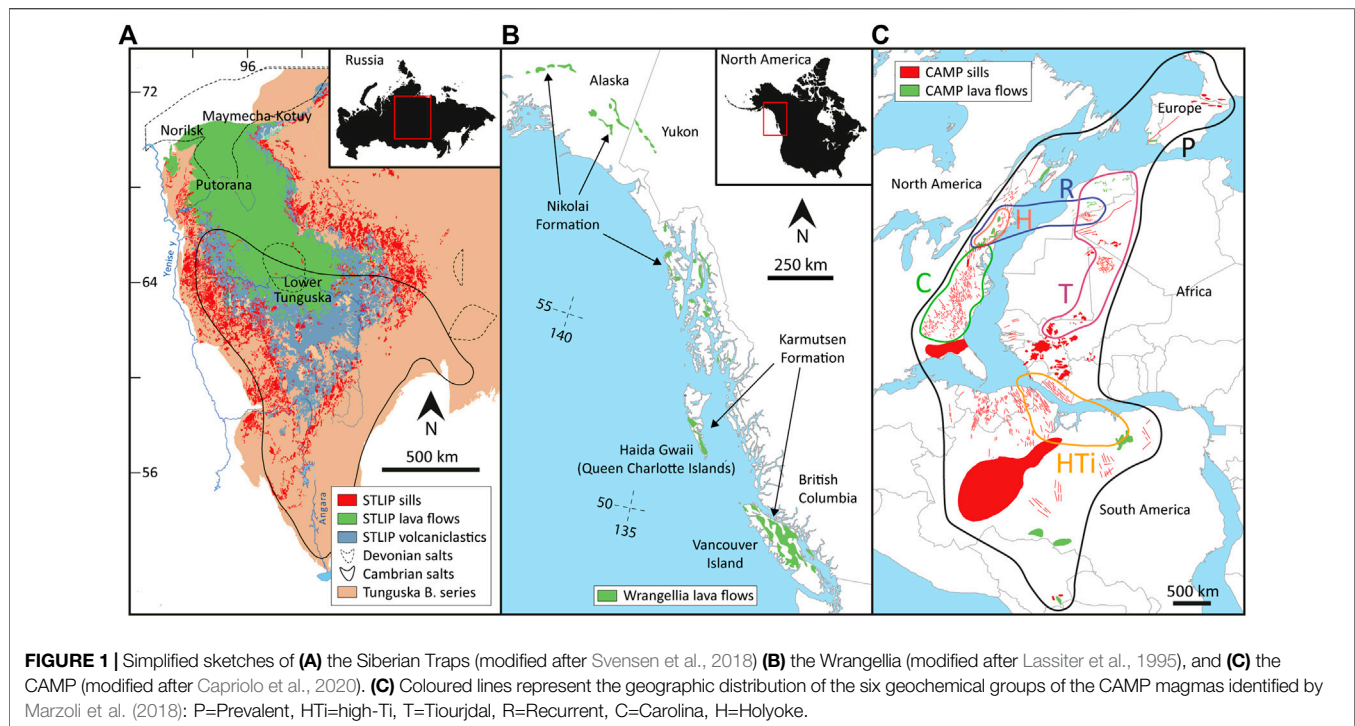 A
96
72
64
56
Russia
Norilsk
Maymecha-Kotuy
Putorana
Yenise y
Lower
Tunguska
Angara
N
500 km
STLIP sills
STLIP lava flows
STLIP volcaniclastics
Devonian salts
Cambrian salts
Tunguska B. series
B
Alaska
Yukon
North America
N
250 km
Nikolai
Formation
55
140
Karmutsen
Formation
Haida Gwaii
(Queen Charlotte Islands)
50
135
British
Columbia
Vancouver
Island
Wrangellia lava flows
C
CAMP sills
CAMP lava flows
Europe
P
North America
R
H
C
T
Africa
HTi
South America
500 km
FIGURE 1 | Simplified sketches of (A) the Siberian Traps (modified after Svensen et al., 2018) (B) the Wrangellia (modified after Lassiter et al., 1995), and (C) the
CAMP (modified after Capriolo et al., 2020). (C) Coloured lines represent the geographic distribution of the six geochemical groups of the CAMP magmas identified by
Marzoli et al. (2018): P=Prevalent, HTi=high-Ti, T=Tiourjdal, R=Recurrent, C=Carolina, H=Holyoke.